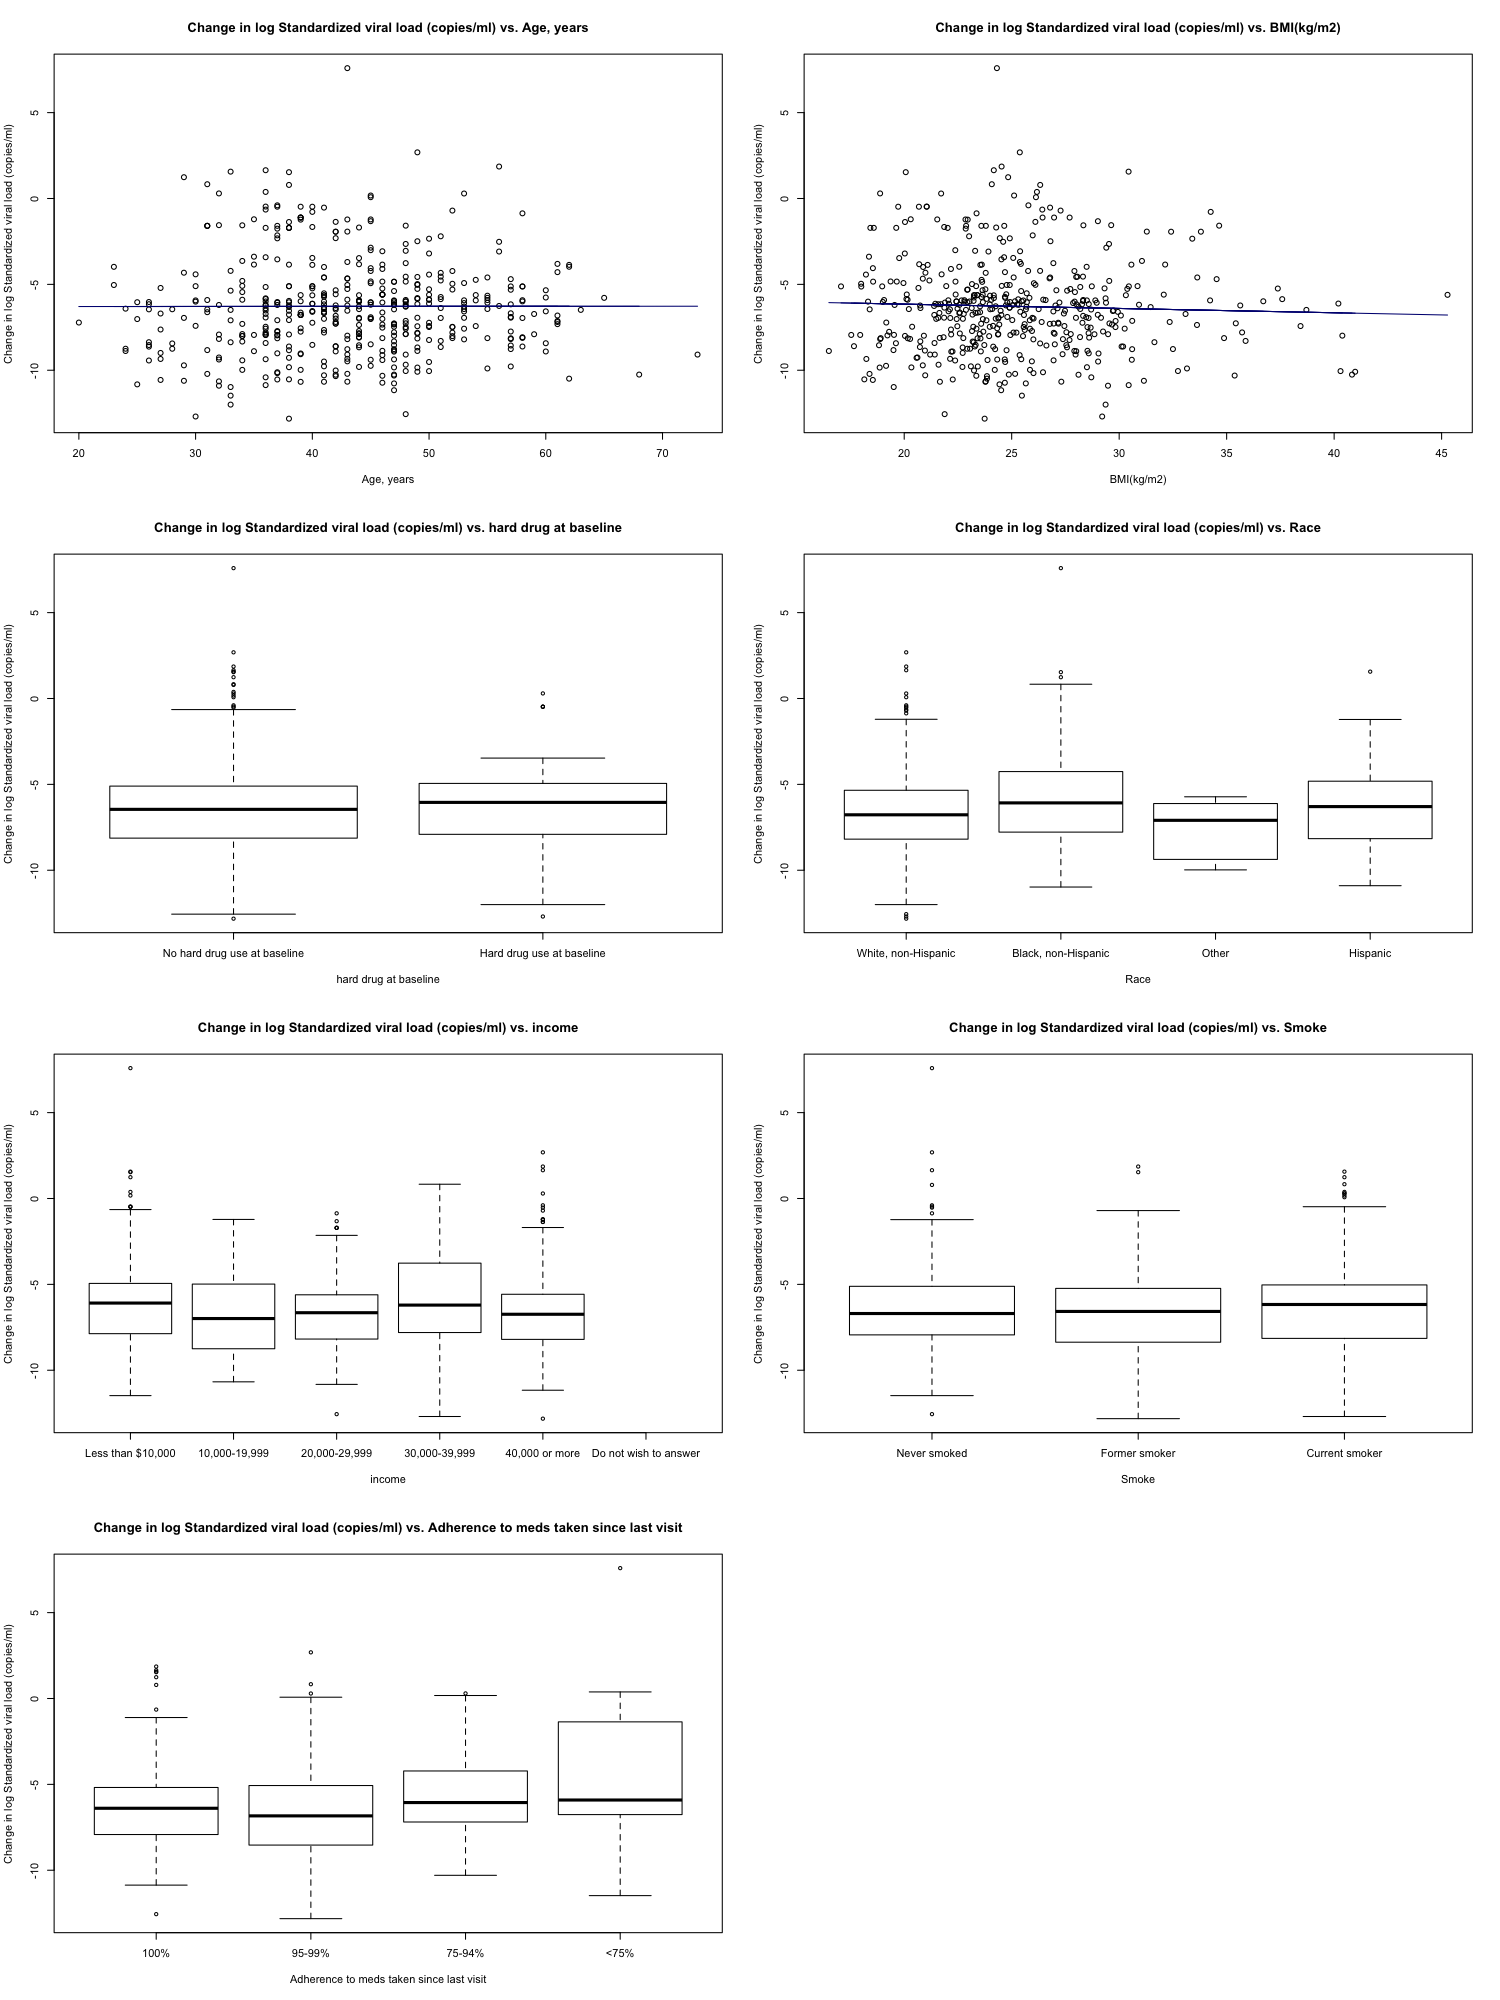 Change in log Standardized viral load (copies/ml) vs. Age, years
Change in log Standardized viral load (copies/ml)
5
0
-5
-10
20 30 40 50 60 70
Age, years
Change in log Standardized viral load (copies/ml) vs. BMI(kg/m2)
Change in log Standardized viral load (copies/ml)
5
0
-5
-10
20 25 30 35 40 45
BMI(kg/m2)
Change in log Standardized viral load (copies/ml) vs. hard drug at baseline
Change in log Standardized viral load (copies/ml)
5
0
-5
-10
No hard drug use at baseline Hard drug use at baseline
hard drug at baseline
Change in log Standardized viral load (copies/ml) vs. Race
Change in log Standardized viral load (copies/ml)
5
0
-5
-10
White, non-Hispanic Black, non-Hispanic Other Hispanic
Race
Change in log Standardized viral load (copies/ml) vs. income
Change in log Standardized viral load (copies/ml)
5
0
-5
-10
Less than $10,000 10,000-19,999 20,000-29,999 30,000-39,999 40,000 or more Do not wish to answer
income
Change in log Standardized viral load (copies/ml) vs. Smoke
Change in log Standardized viral load (copies/ml)
5
0
-5
-10
Never smoked Former smoker Current smoker
Smoke
Change in log Standardized viral load (copies/ml) vs. Adherence to meds taken since last visit
Change in log Standardized viral load (copies/ml)
5
0
-5
-10
100% 95-99% 75-94% <75%
Adherence to meds taken since last visit